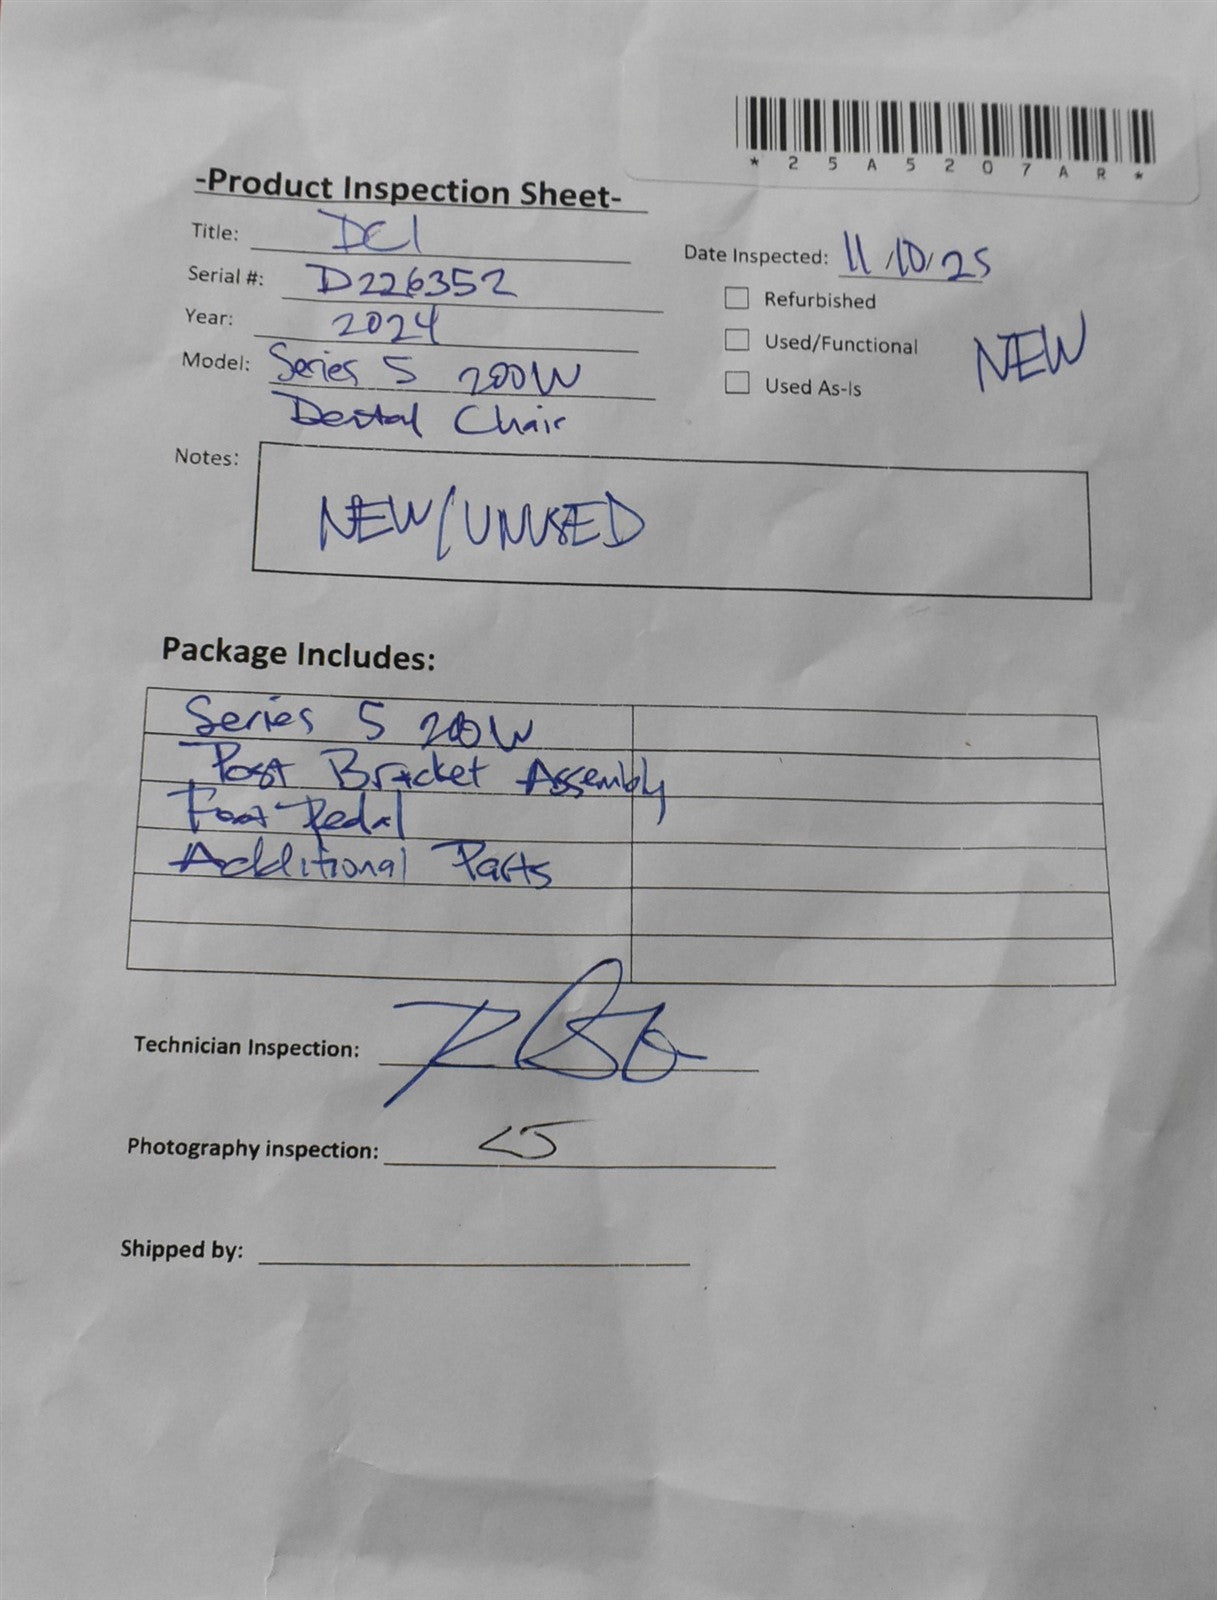 *25A5207AR*
-Product Inspection Sheet-
Title: DCI
Date Inspected: 11/10/25
Serial #: D226352
Refurbished
Year: 2024
Used/Functional
NEW
Model: Series 5 200W
Used As-Is
Dental Chair
Notes:
NEW/UNUSED
Package Includes:
Series 5 200W
Post Bracket Assembly
Foot Pedal
Additional Parts
Technician Inspection:
Photography inspection:
Shipped by: